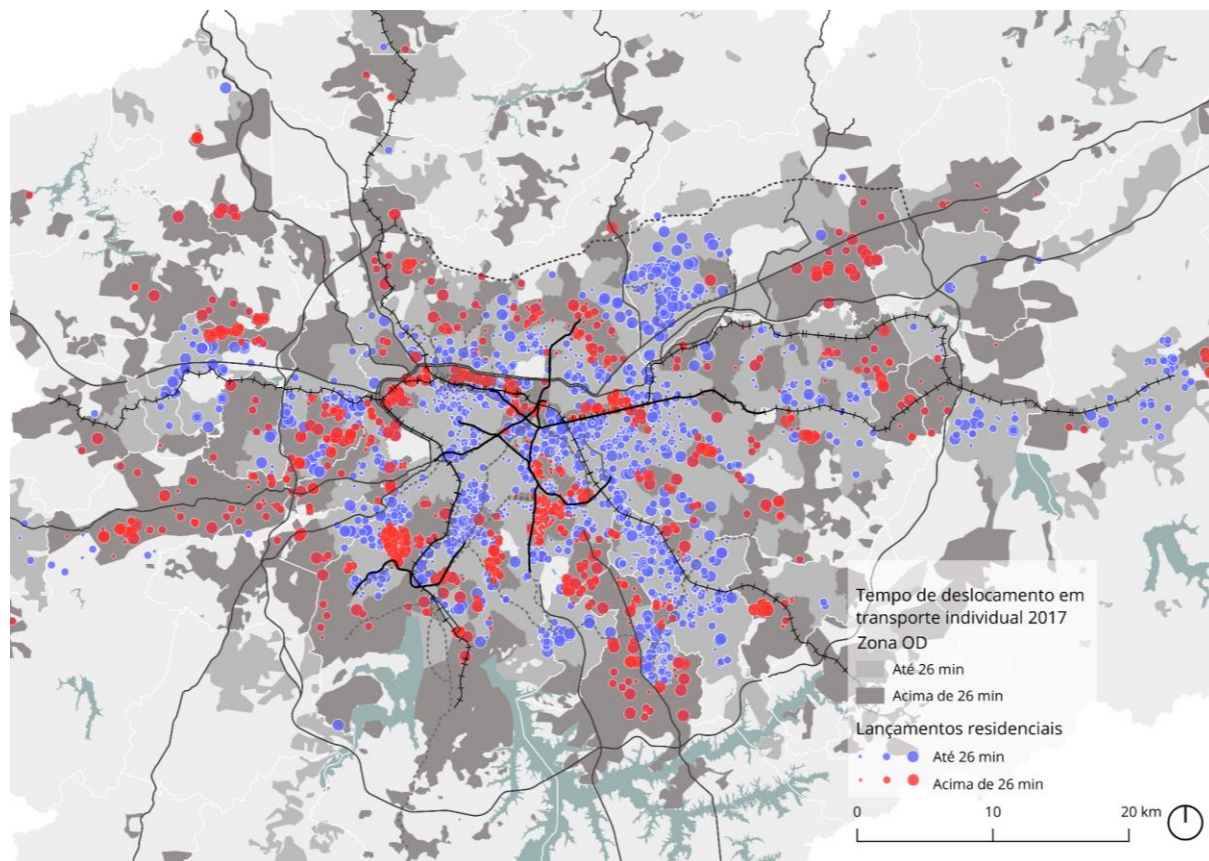 Tempo de deslocamento em
transporte individual 2017
Zona OD
Até 26 min
Acima de 26 min
Lançamentos residenciais
Até 26 min
Acima de 26 min
0 10 20 km